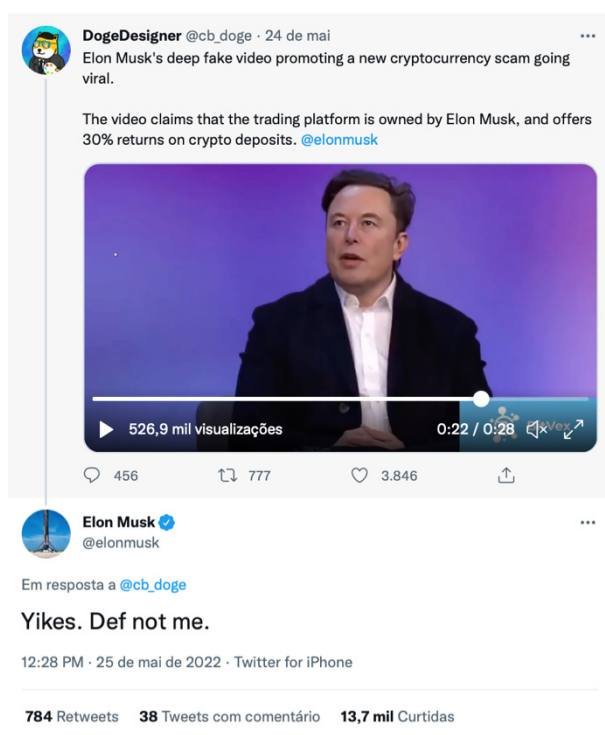 DogeDesigner @cb_doge · 24 de mai
Elon Musk's deep fake video promoting a new cryptocurrency scam going
viral.
The video claims that the trading platform is owned by Elon Musk, and offers
30% returns on crypto deposits. @elonmusk
526,9 mil visualizações
0:22 / 0:28
456
777
3.846
Elon Musk
@elonmusk
Em resposta a @cb_doge
Yikes. Def not me.
12:28 PM · 25 de mai de 2022 · Twitter for iPhone
784 Retweets 38 Tweets com comentário 13,7 mil Curtidas